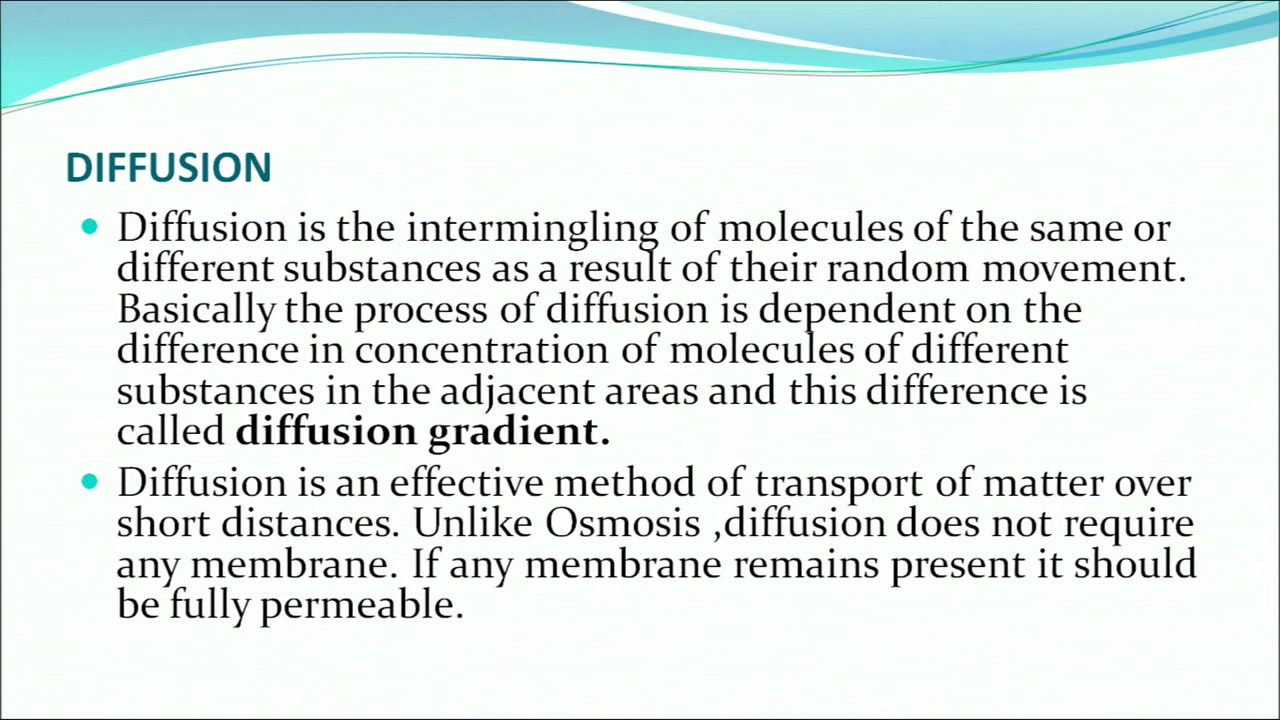 DIFFUSION
Diffusion is the intermingling of molecules of the same or
different substances as a result of their random movement.
Basically the process of diffusion is dependent on the
difference in concentration of molecules of different
substances in the adjacent areas and this difference is
called diffusion gradient.
Diffusion is an effective method of transport of matter over
short distances. Unlike Osmosis ,diffusion does not require
any membrane. If any membrane remains present it should
be fully permeable.